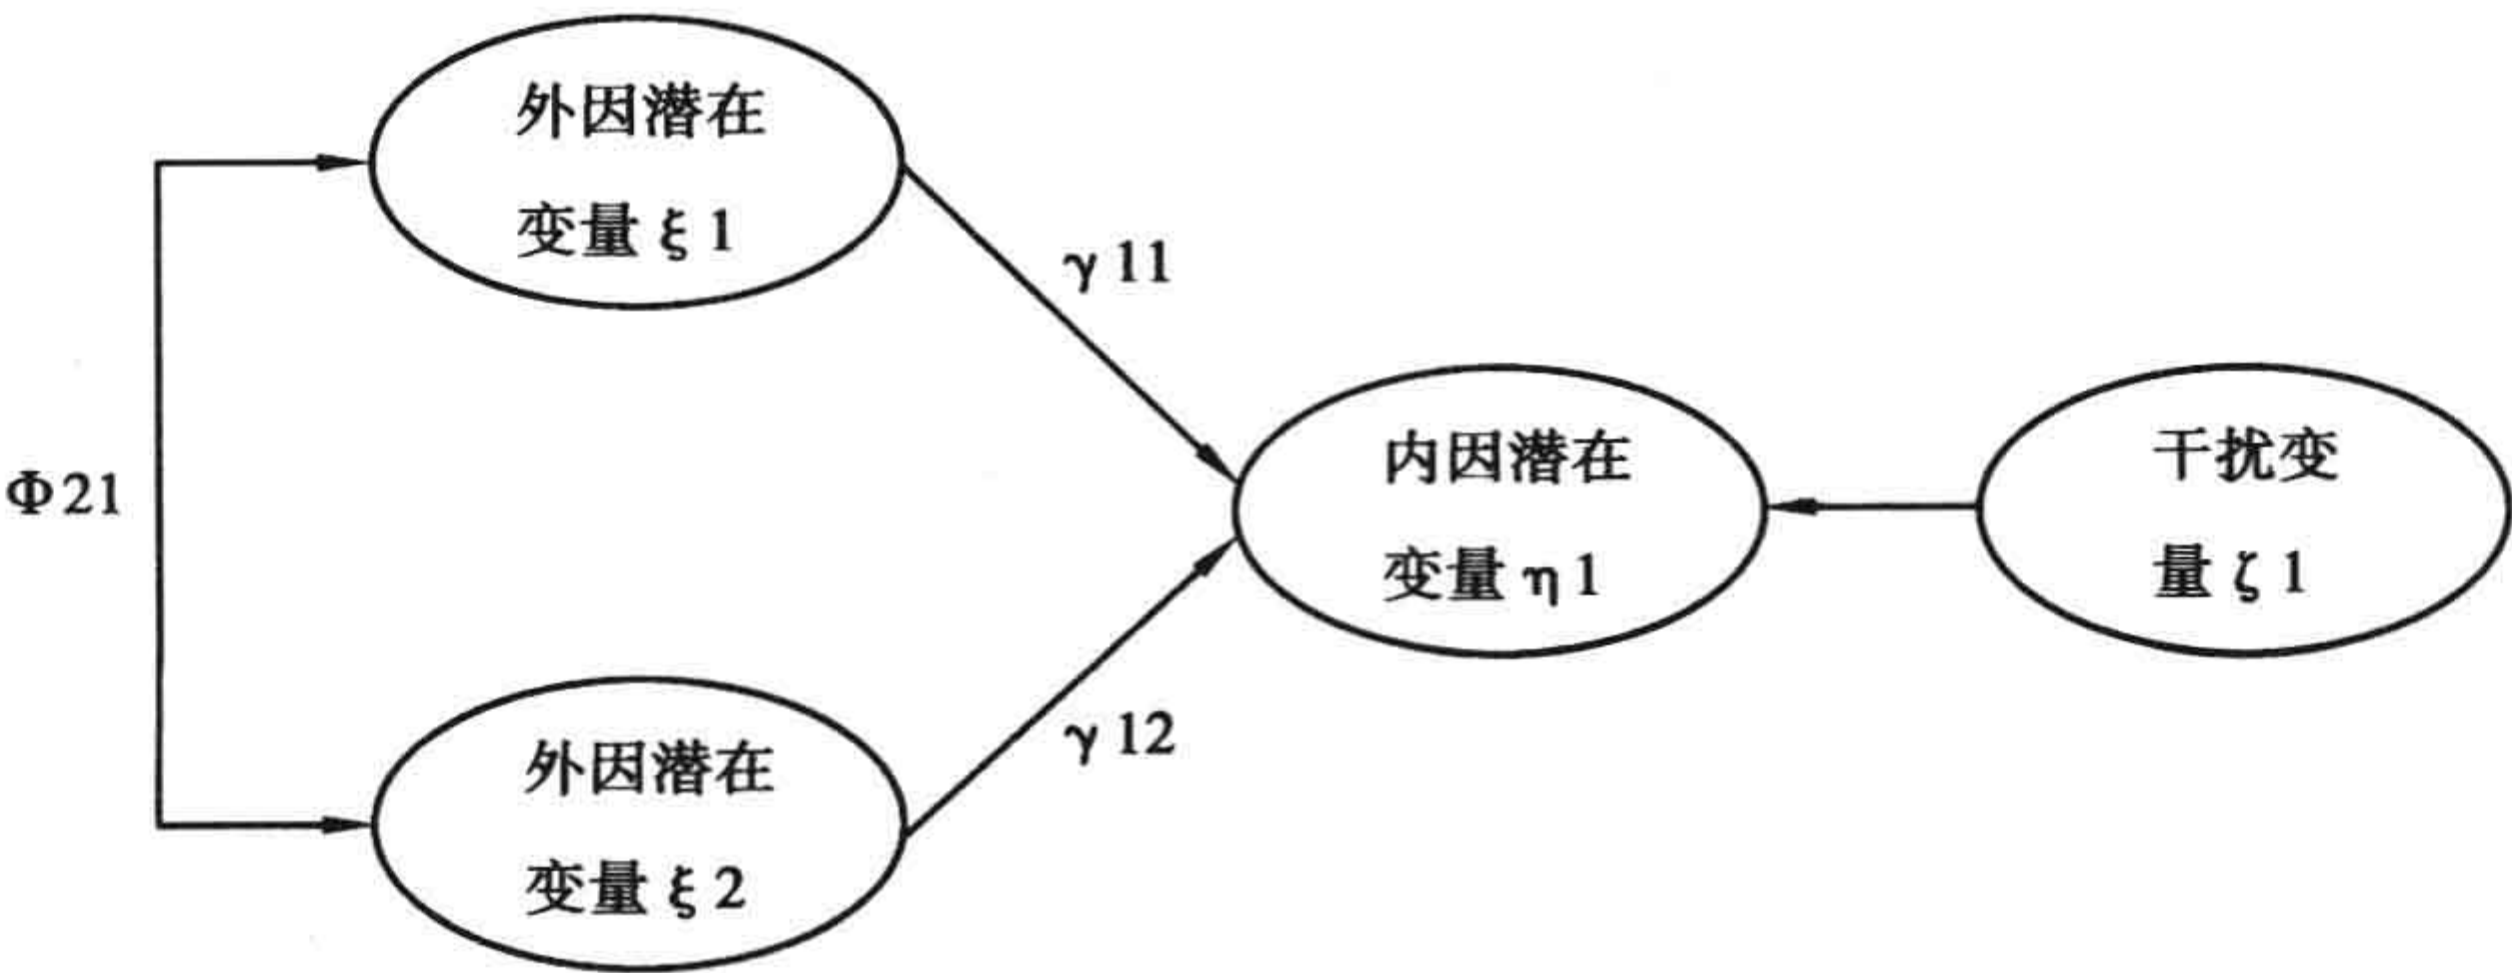 外因潜在
变量 ξ 1
γ 11
Φ21
内因潜在
变量 η 1
干扰变
量 ζ 1
γ 12
外因潜在
变量 ξ 2